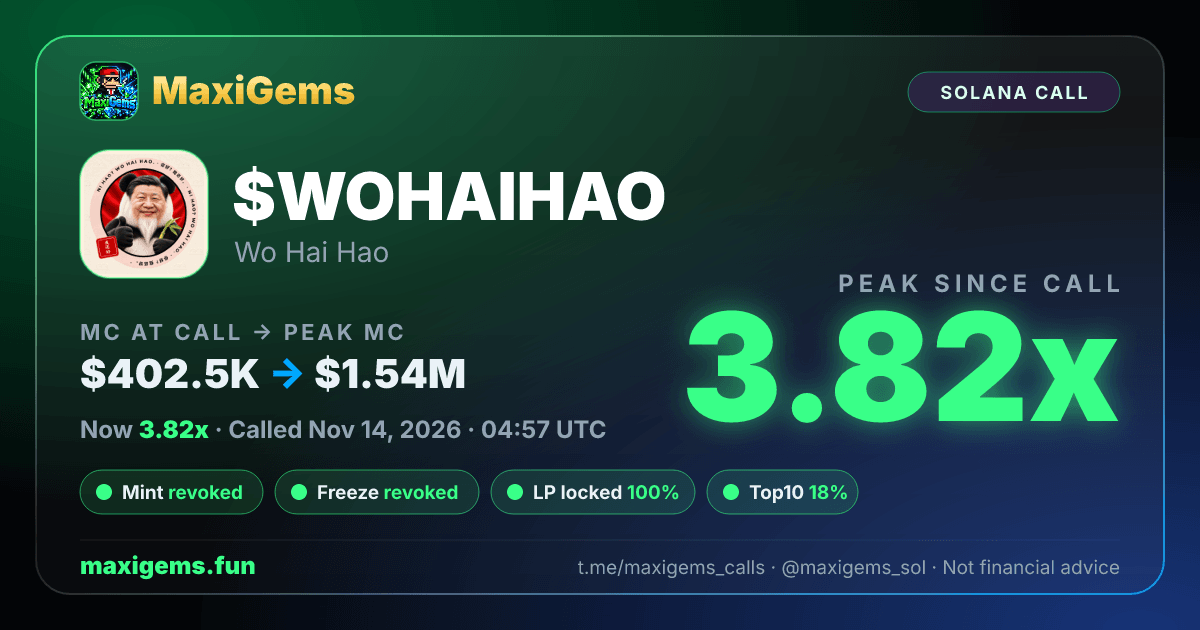 MaxiGems
MaxiGems
SOLANA CALL
$WOHAIHAO
Wo Hai Hao
PEAK SINCE CALL
3.82x
MC AT CALL → PEAK MC
$402.5K → $1.54M
Now 3.82x · Called Nov 14, 2026 · 04:57 UTC
Mint revoked
Freeze revoked
LP locked 100%
Top10 18%
maxigems.fun
t.me/maxigems_calls · @maxigems_sol · Not financial advice